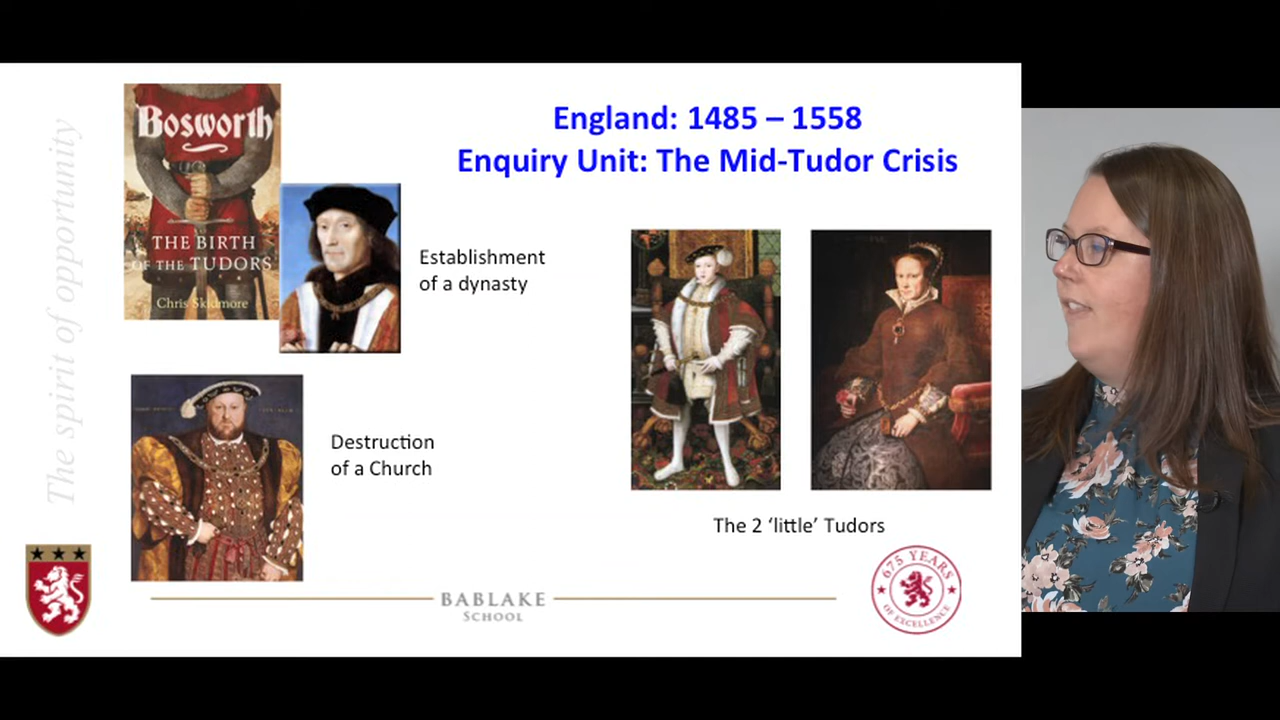 The spirit of opportunity
Bosworth
THE BIRTH
OF THE TUDORS
Chris Skidmore
England: 1485 – 1558
Enquiry Unit: The Mid-Tudor Crisis
Establishment
of a dynasty
Destruction
of a Church
The 2 ‘little’ Tudors
BABLAKE
SCHOOL
675 YEARS
OF EXCELLENCE